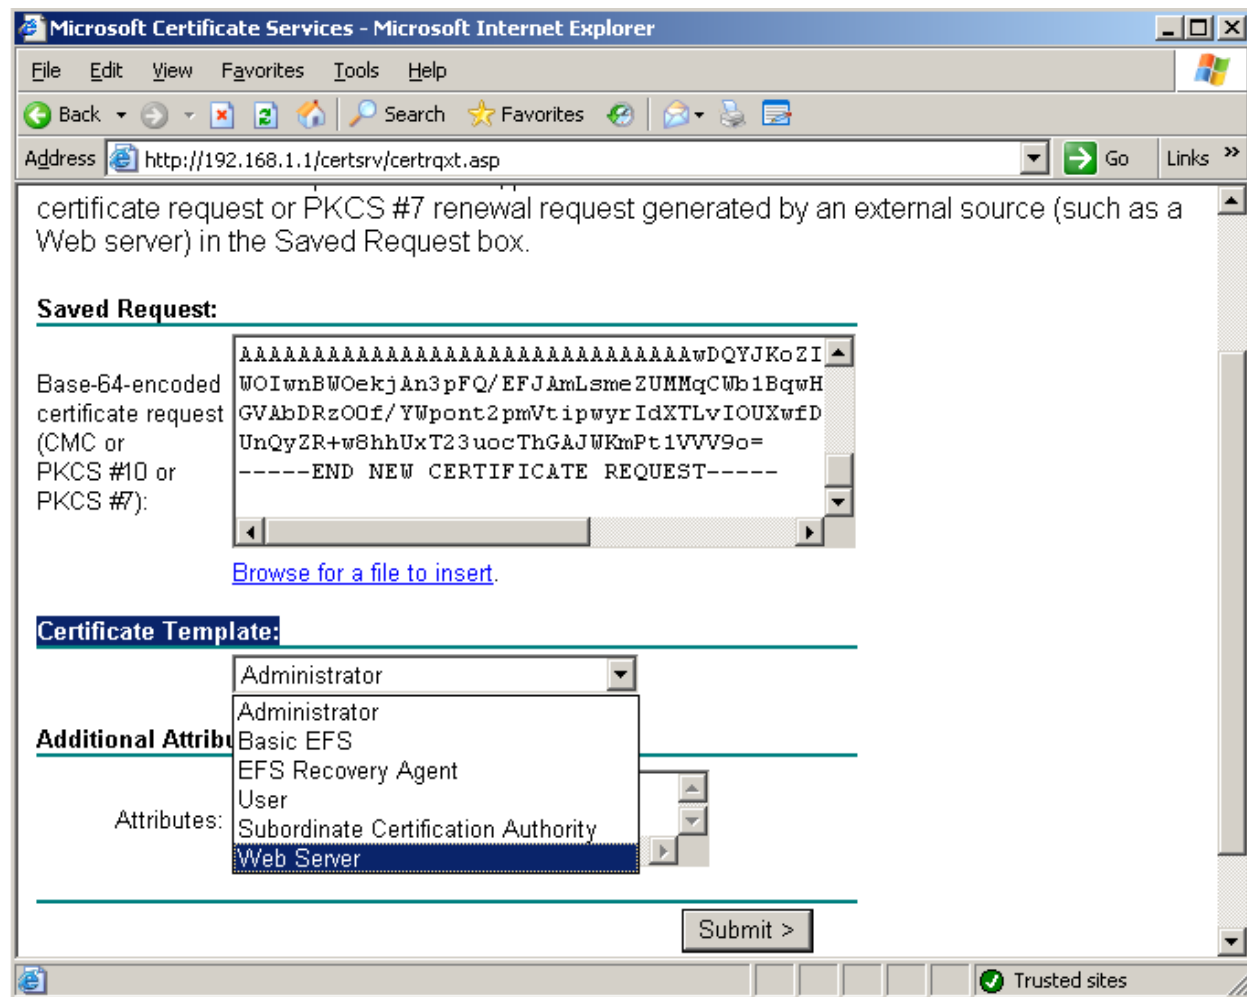 Microsoft Certificate Services - Microsoft Internet Explorer
File Edit View Favorites Tools Help
Back Search Favorites
Address http://192.168.1.1/certsrv/certrqxt.asp Go Links »
certificate request or PKCS #7 renewal request generated by an external source (such as a
Web server) in the Saved Request box.
Saved Request:
Base-64-encoded
certificate request
(CMC or
PKCS #10 or
PKCS #7):
AAAAAAAAAAAAAAAAAAAAAAAAAAAAAAAwDQYJKoZI
WOIwnBWOekjAn3pFQ/EFJAmLsmeZUMMqCWb1BqwH
GVAbDRzO0f/YWpont2pmVtipwyrIdXTLvIOUXwfD
UnQyZR+w8hhUxT23uocThGAJWKmPt1VVV9o=
-----END NEW CERTIFICATE REQUEST-----
Browse for a file to insert.
Certificate Template:
Administrator
Administrator
Basic EFS
EFS Recovery Agent
User
Subordinate Certification Authority
Web Server
Additional Attribu
Attributes:
Submit >
Trusted sites